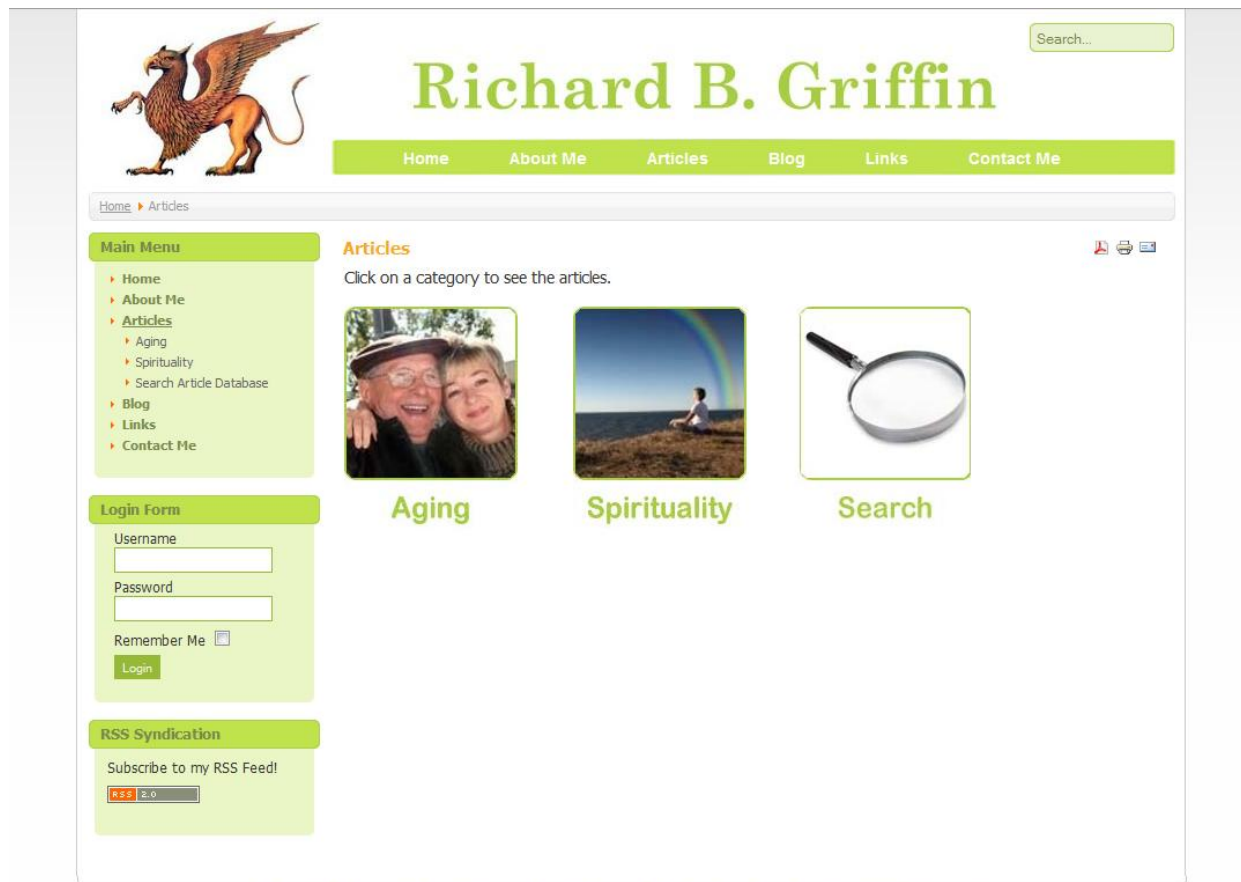 Search...
Richard B. Griffin
Home About Me Articles Blog Links Contact Me
Home Articles
Main Menu
Home
About Me
Articles
Aging
Spirituality
Search Article Database
Blog
Links
Contact Me
Login Form
Username
Password
Remember Me
Login
RSS Syndication
Subscribe to my RSS Feed!
RSS 2.0
Articles
Click on a category to see the articles.
Aging Spirituality Search